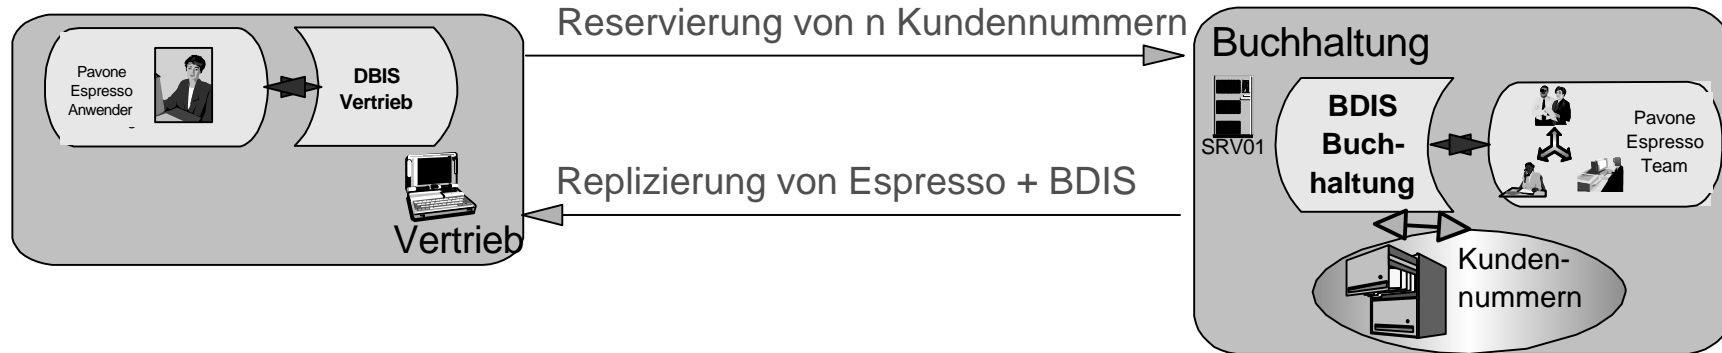 Reservierung von n Kundennummern
Pavone
Espresso
Anwender
DBIS
Vertrieb
Vertrieb
Replizierung von Espresso + BDIS
Buchhaltung
SRV01
BDIS
Buch-
haltung
Pavone
Espresso
Team
Kunden-
nummern